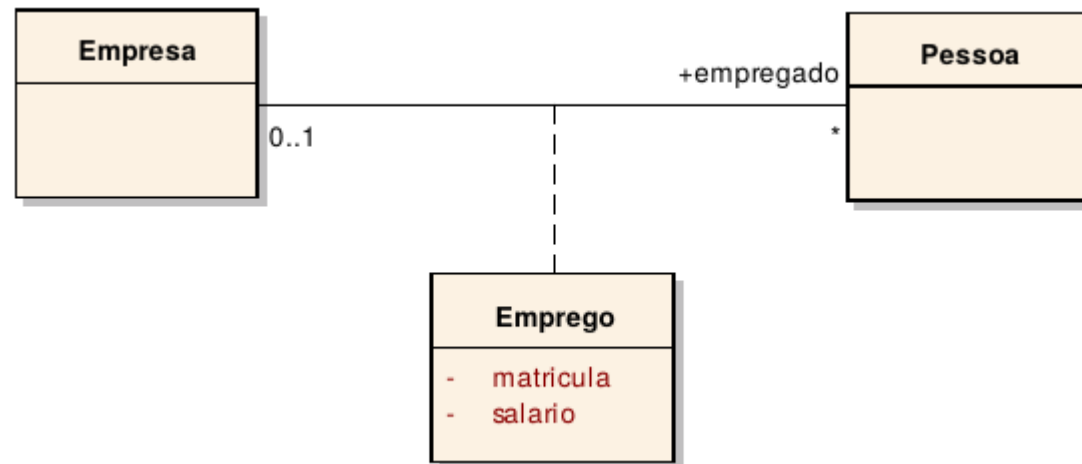 Empresa
Pessoa
+empregado
0..1
*
Emprego
- matricula
- salario